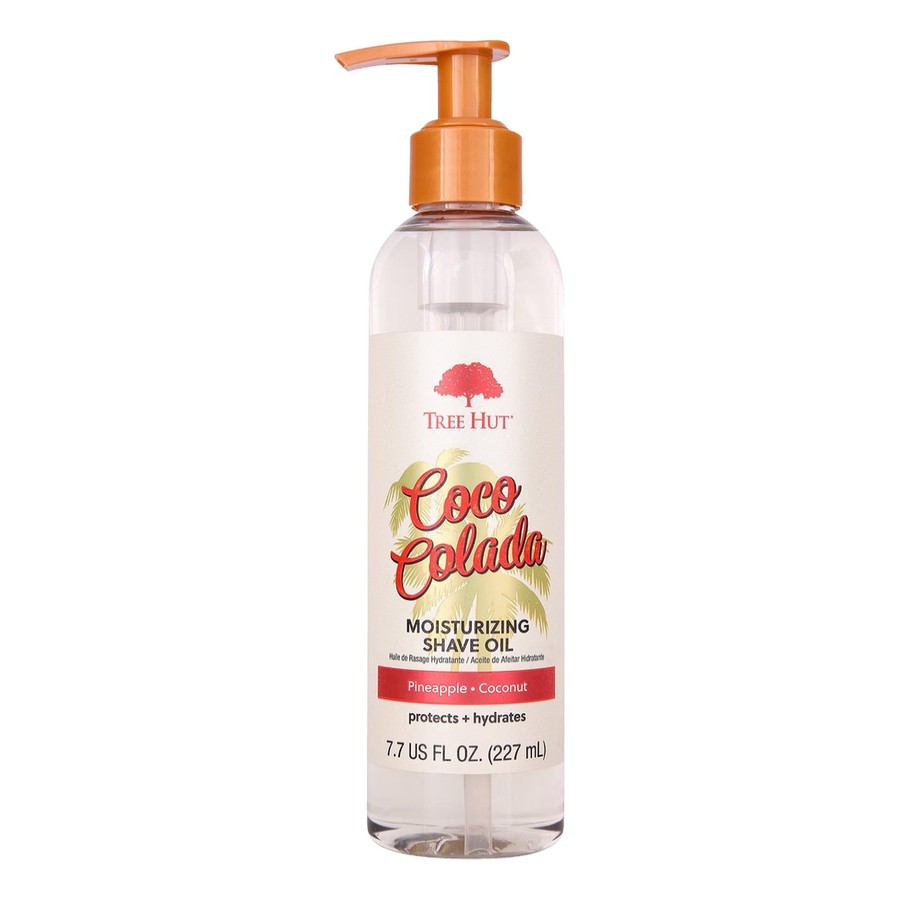 TREE HUT
Coco
Colada
MOISTURIZING
SHAVE OIL
Huile de Rasage Hydratante / Aceite de Afeitar Hidratante
Pineapple • Coconut
protects + hydrates
7.7 US FL OZ. (227 mL)